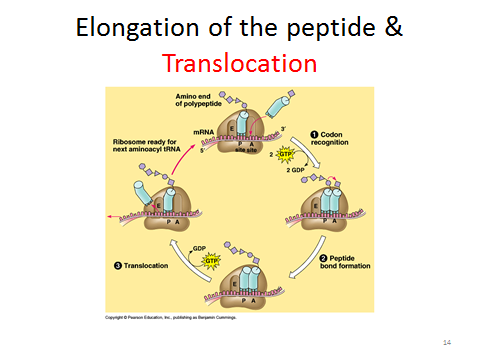 Elongation of the peptide &
Translocation
Amino end
of polypeptide
mRNA
3'
Ribosome ready for
next aminoacyl tRNA
5'
E
P A
site site
1 Codon
recognition
2 GTP
2 GDP
E
P A
E
P A
GDP
GTP
3 Translocation
2 Peptide
bond formation
E
P A
Copyright © Pearson Education, Inc., publishing as Benjamin Cummings.
14